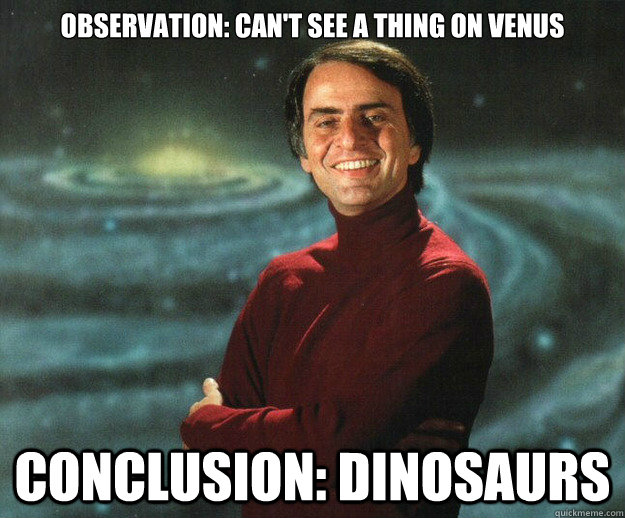 OBSERVATION: CAN'T SEE A THING ON VENUS
CONCLUSION: DINOSAURS
quickmeme.com